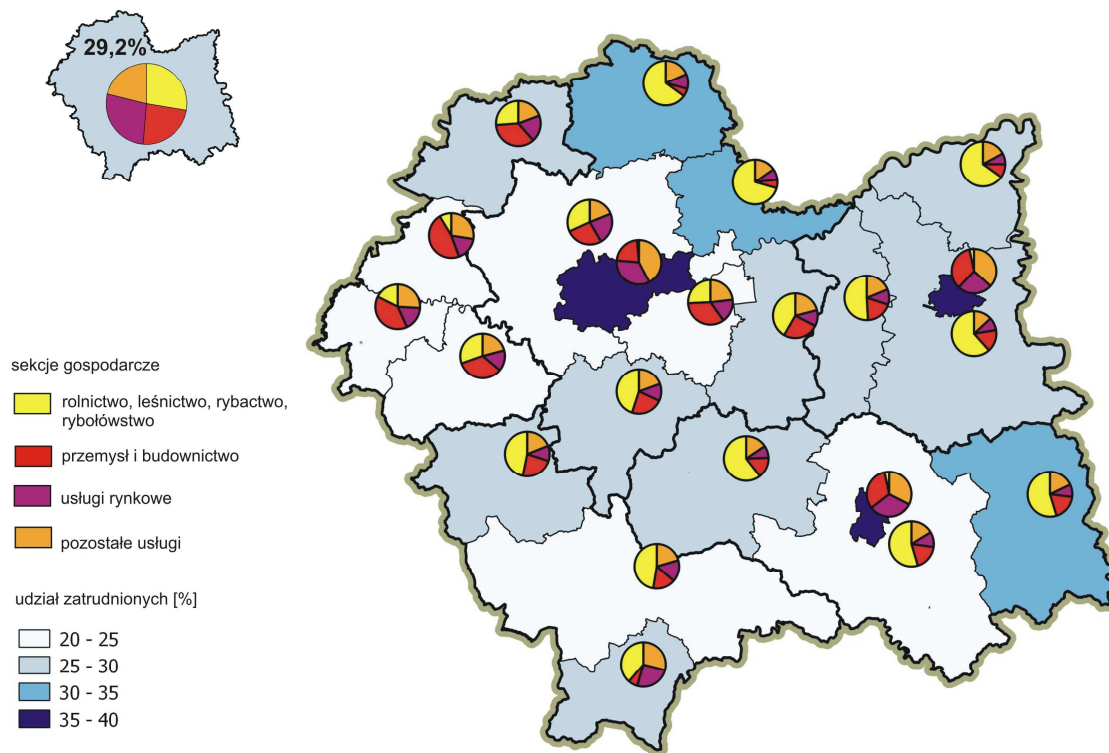 29,2%
sekcje gospodarcze
rolnictwo, leśnictwo, rybactwo,
rybołówstwo
przemysł i budownictwo
usługi rynkowe
pozostałe usługi
udział zatrudnionych [%]
20 - 25
25 - 30
30 - 35
35 - 40